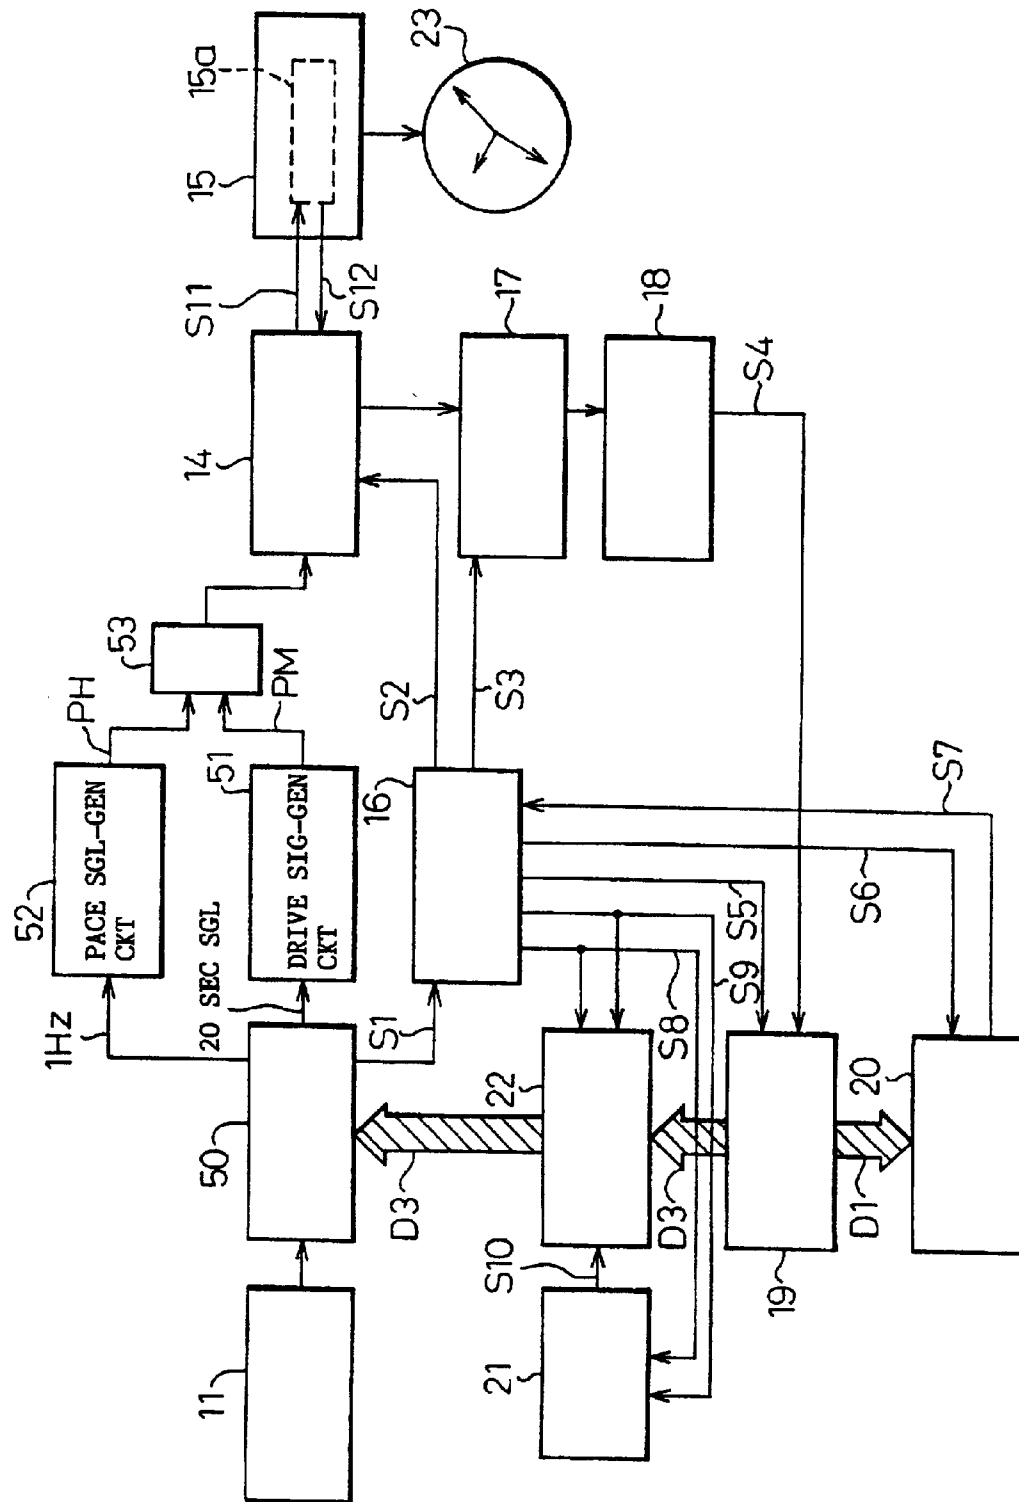 15
15a
23
S11
S12
14
17
18
S4
53
PH
PM
S2
S3
52
PACE SGL-GEN
CKT
51
DRIVE SIG-GEN
CKT
16
S7
S6
S5
S9
S8
1Hz
20 SEC SGL
S1
50
22
20
D3
D3
D1
S10
19
11
21